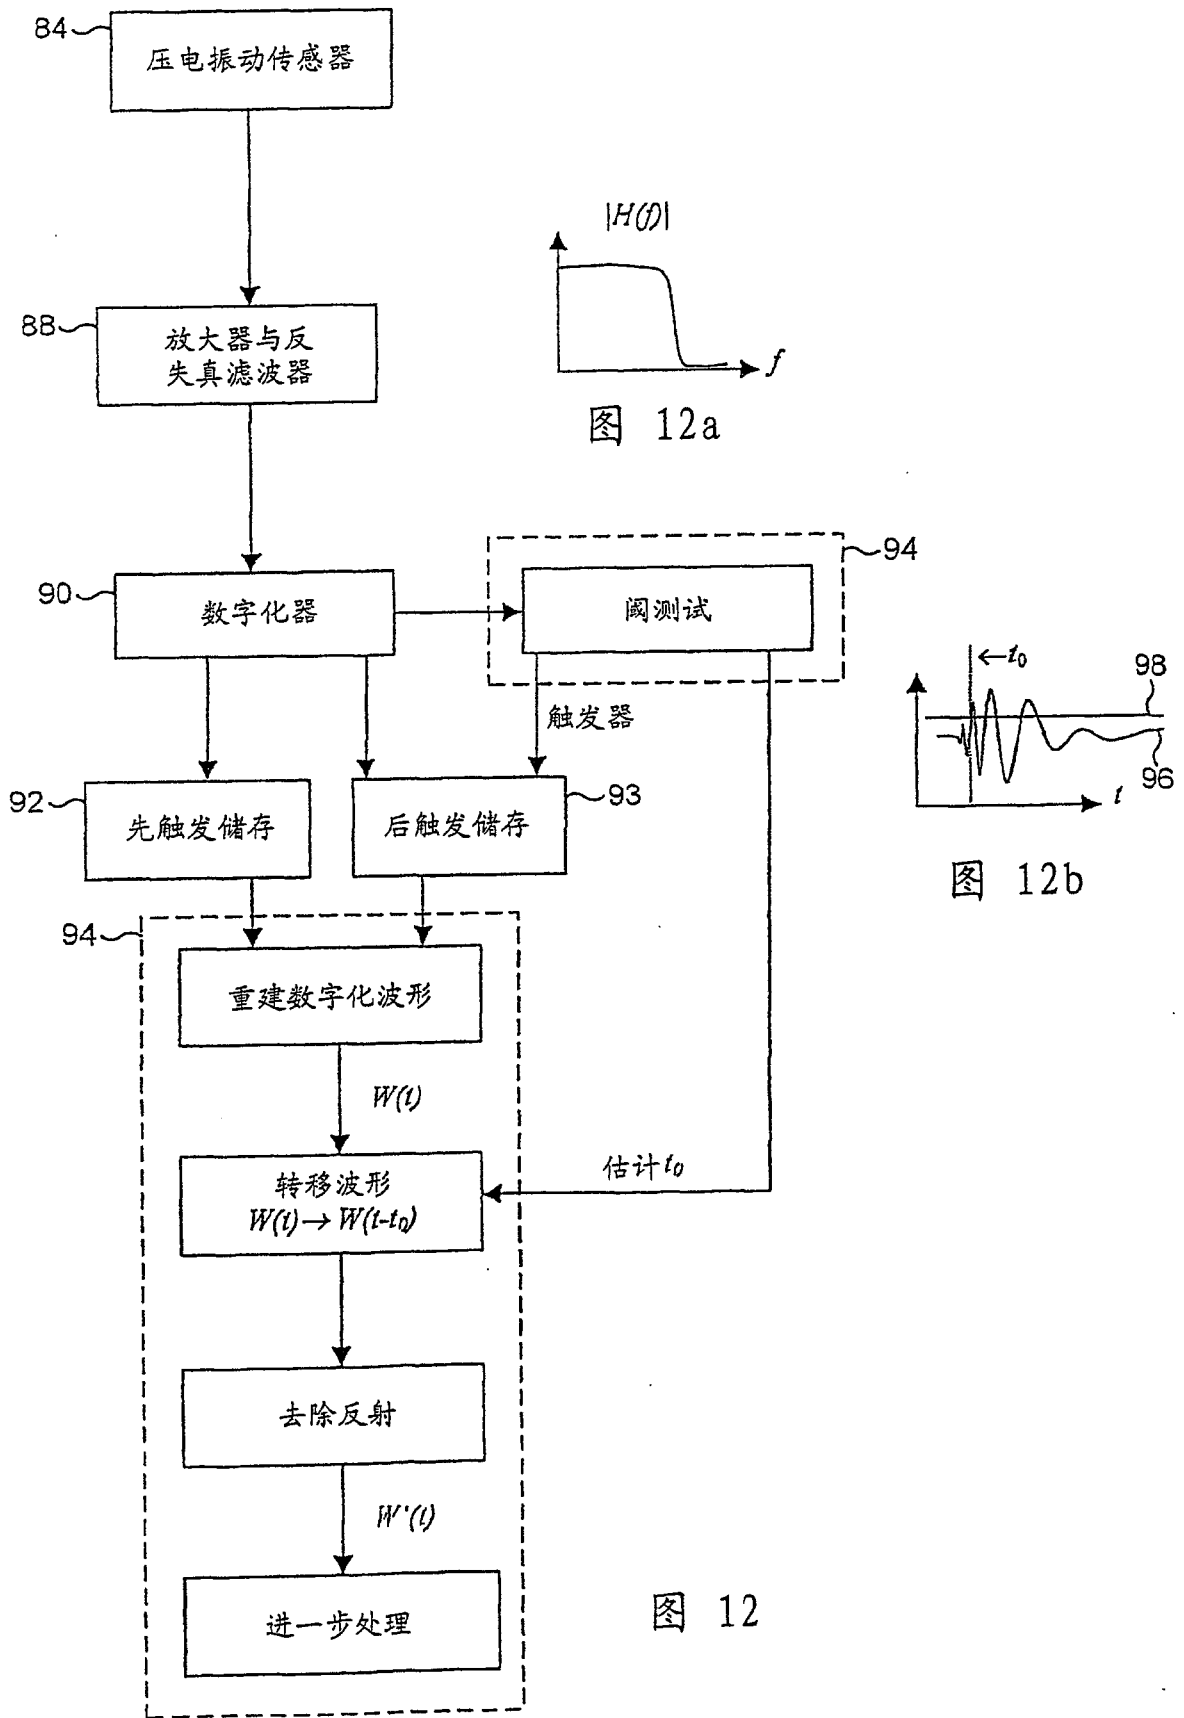 84
压电振动传感器
|H(f)|
88
放大器与反
失真滤波器
f
图 12a
94
90
数字化器
阈测试
←t₀
98
触发器
96
92
93
t
先触发储存
后触发储存
图 12b
94
重建数字化波形
W(t)
估计t₀
转移波形
W(t)→W(t-t₀)
去除反射
W'(t)
图 12
进一步处理